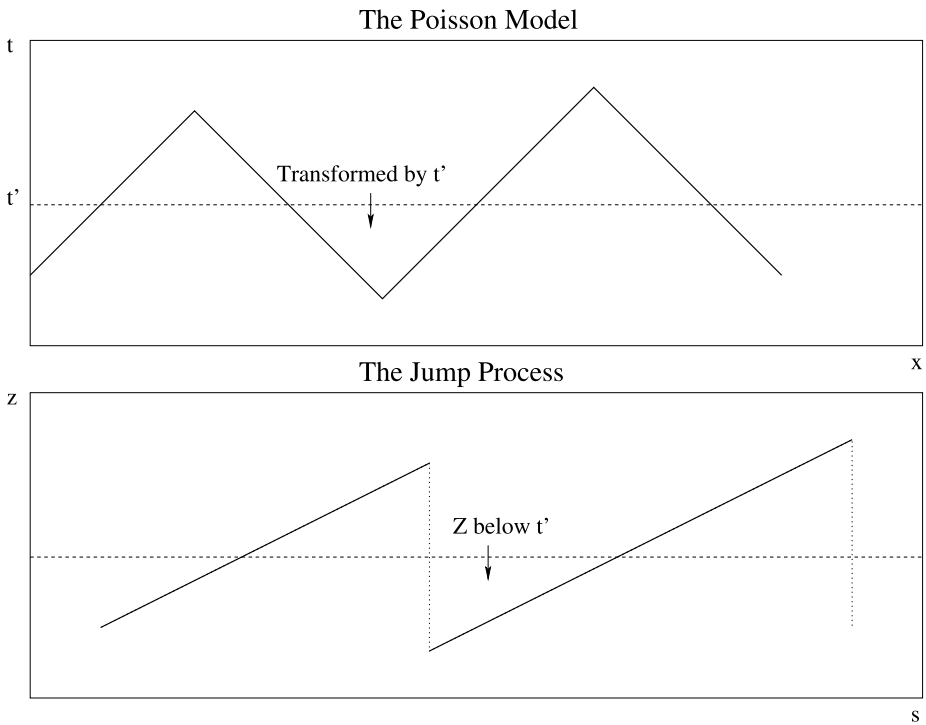 The Poisson Model
t
Transformed by t’
t’
x
The Jump Process
z
Z below t’
s